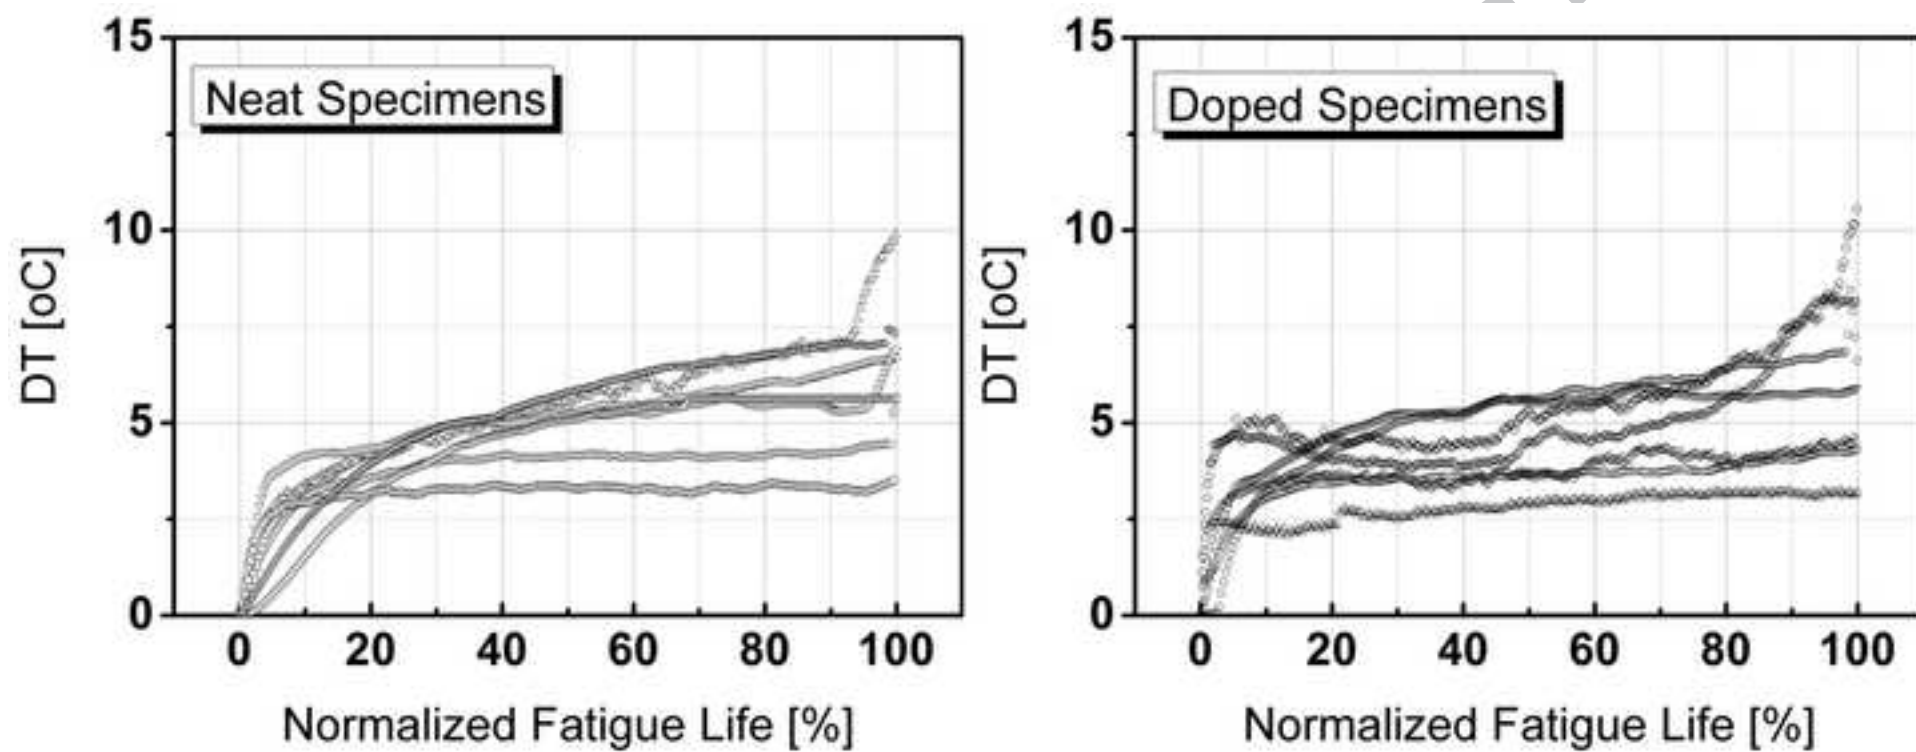 15
Neat Specimens
10
DT [oC]
5
0
0 20 40 60 80 100
Normalized Fatigue Life [%]
15
Doped Specimens
10
DT [oC]
5
0
0 20 40 60 80 100
Normalized Fatigue Life [%]